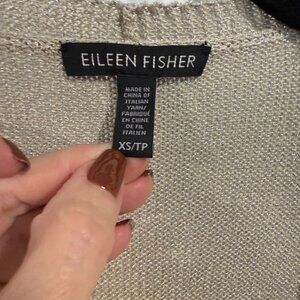 EILEEN FISHER
MADE IN
CHINA OF
ITALIAN
YARN/
FABRIQUÉ
EN CHINE
DE FIL
ITALIEN
XS/TP